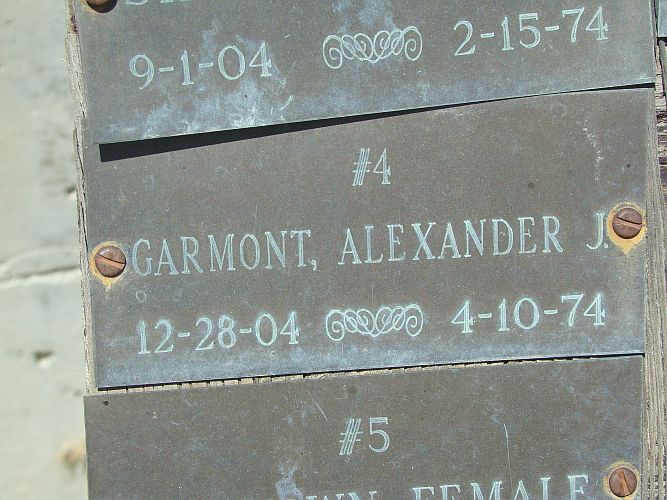 9-1-04 2-15-74
#4
GARMONT, ALEXANDER J.
12-28-04 4-10-74
#5
FEMALE